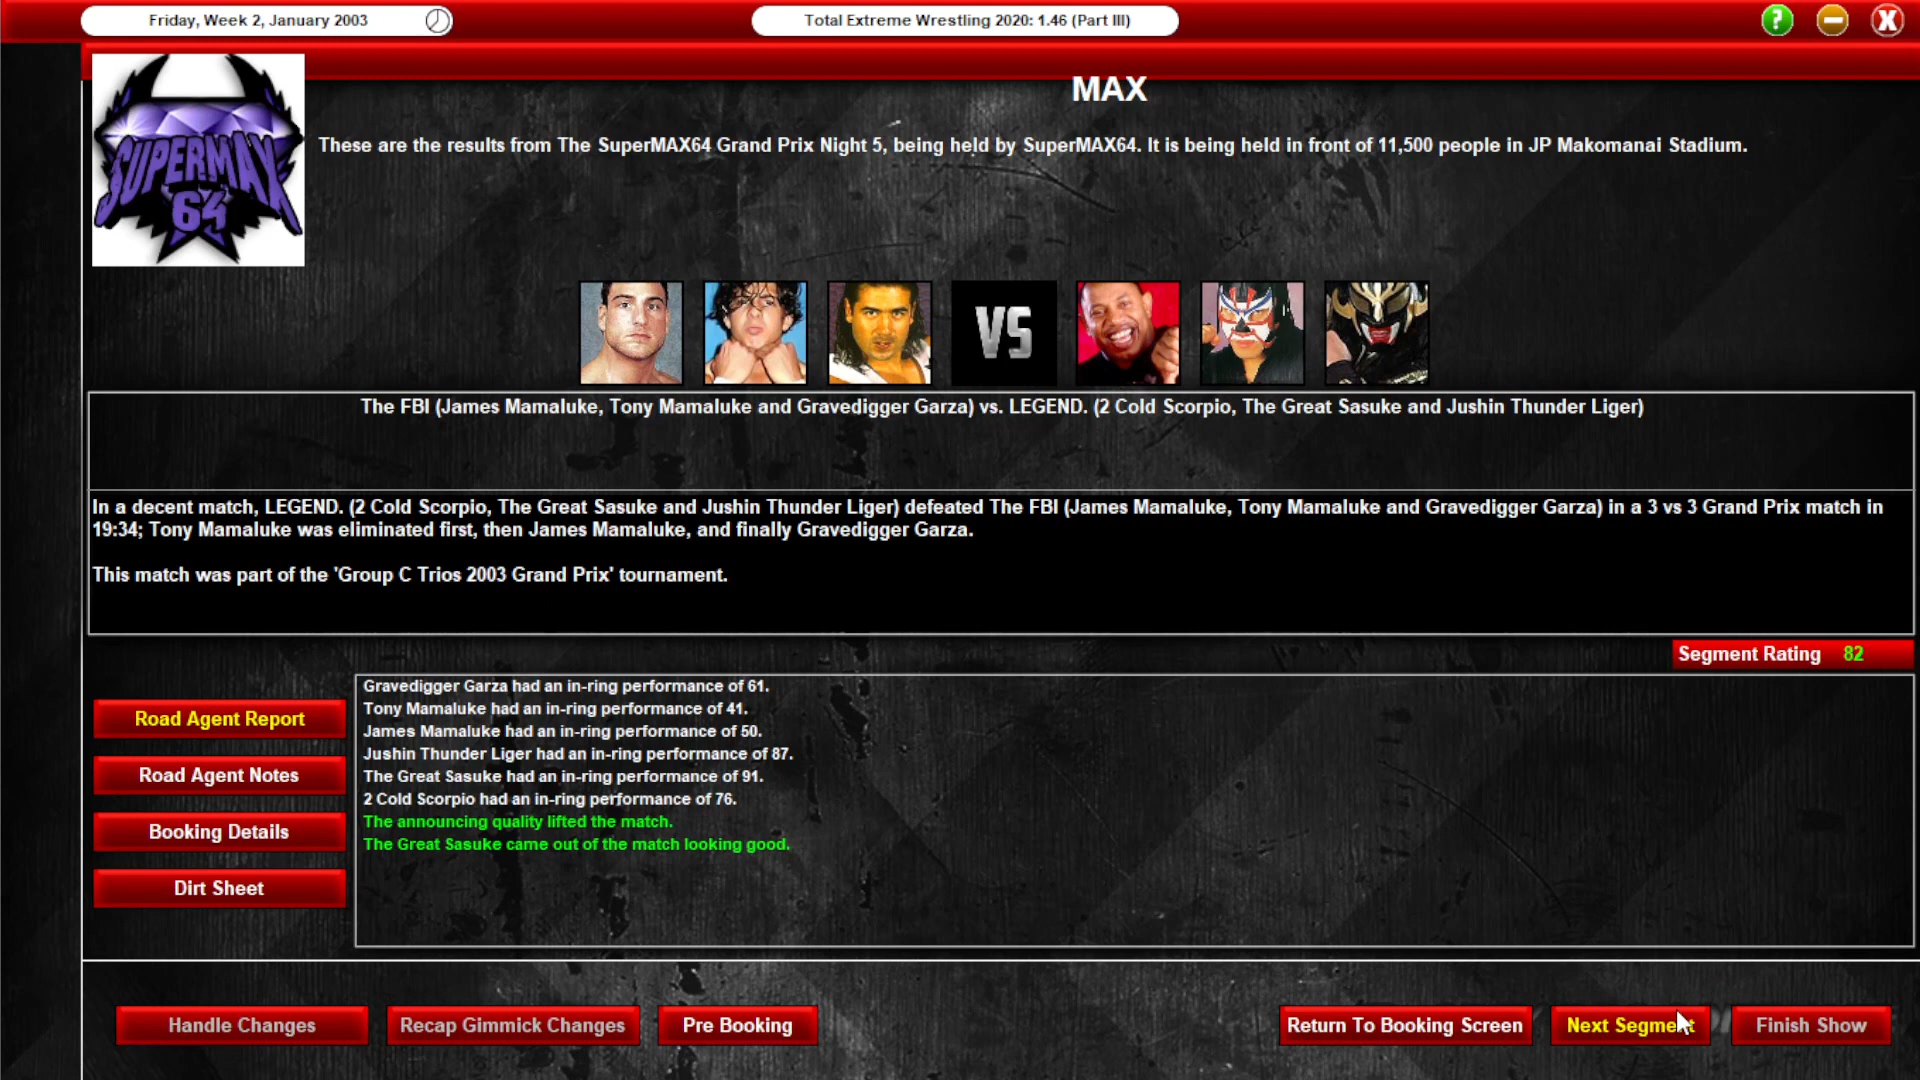 Friday, Week 2, January 2003
Total Extreme Wrestling 2020: 1.46 (Part III)
?
X
MAX
SUPERMAX
64
These are the results from The SuperMAX64 Grand Prix Night 5, being held by SuperMAX64. It is being held in front of 11,500 people in JP Makomanai Stadium.
VS
The FBI (James Mamaluke, Tony Mamaluke and Gravedigger Garza) vs. LEGEND. (2 Cold Scorpio, The Great Sasuke and Jushin Thunder Liger)
In a decent match, LEGEND. (2 Cold Scorpio, The Great Sasuke and Jushin Thunder Liger) defeated The FBI (James Mamaluke, Tony Mamaluke and Gravedigger Garza) in a 3 vs 3 Grand Prix match in
19:34; Tony Mamaluke was eliminated first, then James Mamaluke, and finally Gravedigger Garza.
This match was part of the 'Group C Trios 2003 Grand Prix' tournament.
Segment Rating 82
Road Agent Report
Road Agent Notes
Booking Details
Dirt Sheet
Gravedigger Garza had an in-ring performance of 61.
Tony Mamaluke had an in-ring performance of 41.
James Mamaluke had an in-ring performance of 50.
Jushin Thunder Liger had an in-ring performance of 87.
The Great Sasuke had an in-ring performance of 91.
2 Cold Scorpio had an in-ring performance of 76.
The announcing quality lifted the match.
The Great Sasuke came out of the match looking good.
Handle Changes
Recap Gimmick Changes
Pre Booking
Return To Booking Screen
Next Segment
Finish Show